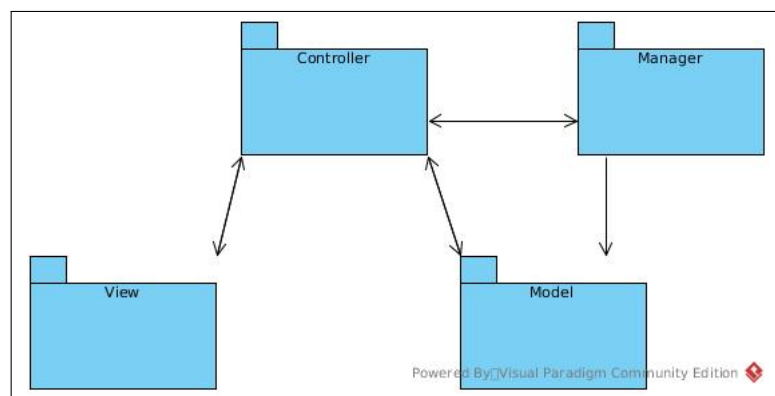 Controller
Manager
View
Model
Powered By Visual Paradigm Community Edition